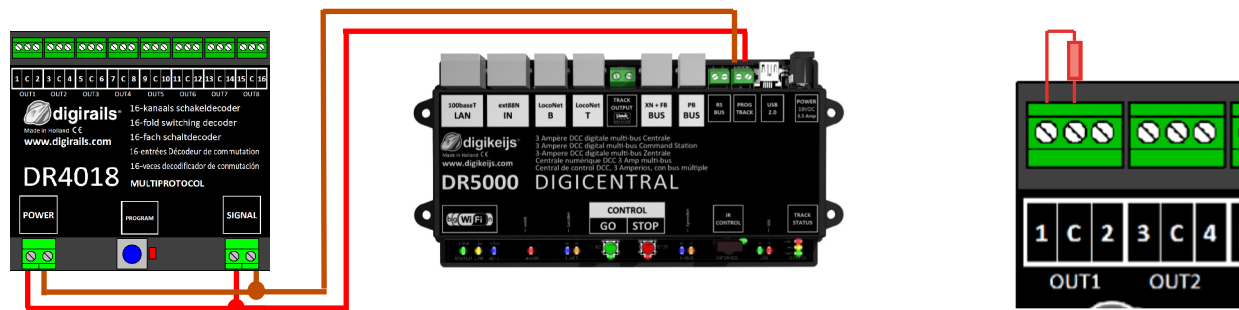 1 C 2 3 C 4 5 C 6 7 C 8 9 C 10 11 C 12 13 C 14 15 C 16
OUT1 OUT2 OUT3 OUT4 OUT5 OUT6 OUT7 OUT8
digirails
Made in Holland C E
www.digirails.com
16-kanaals schakeldecoder
16-fold switching decoder
16-fach schaltdecoder
16-entrées Décodeur de commutation
16-veces decodificador de conmutación
DR4018 MULTIPROTOCOL
POWER
PROGRAM
SIGNAL
100baseT
LAN
ext88N
IN
LocoNet
B
LocoNet
T
TRACK
OUTPUT
XN + FB
BUS
PB
BUS
RS
BUS
PROG
TRACK
USB
2.0
POWER
19VDC
3.5 Amp
digikeijs
Made in Holland C E
www.digikeijs.com
3 Ampère DCC digitale multi-bus Centrale
3 Ampere DCC digital multi-bus Command Station
3-Ampere DCC digitale multi-bus Zentrale
Centrale numérique DCC 3 Amp multi-bus
Central de control DCC, 3 Amperios, con bus múltiple
DR5000 DIGICENTRAL
WiFi
CONTROL
GO STOP
IR
CONTROL
TRACK
STATUS
1 C 2 3 C 4
OUT1 OUT2